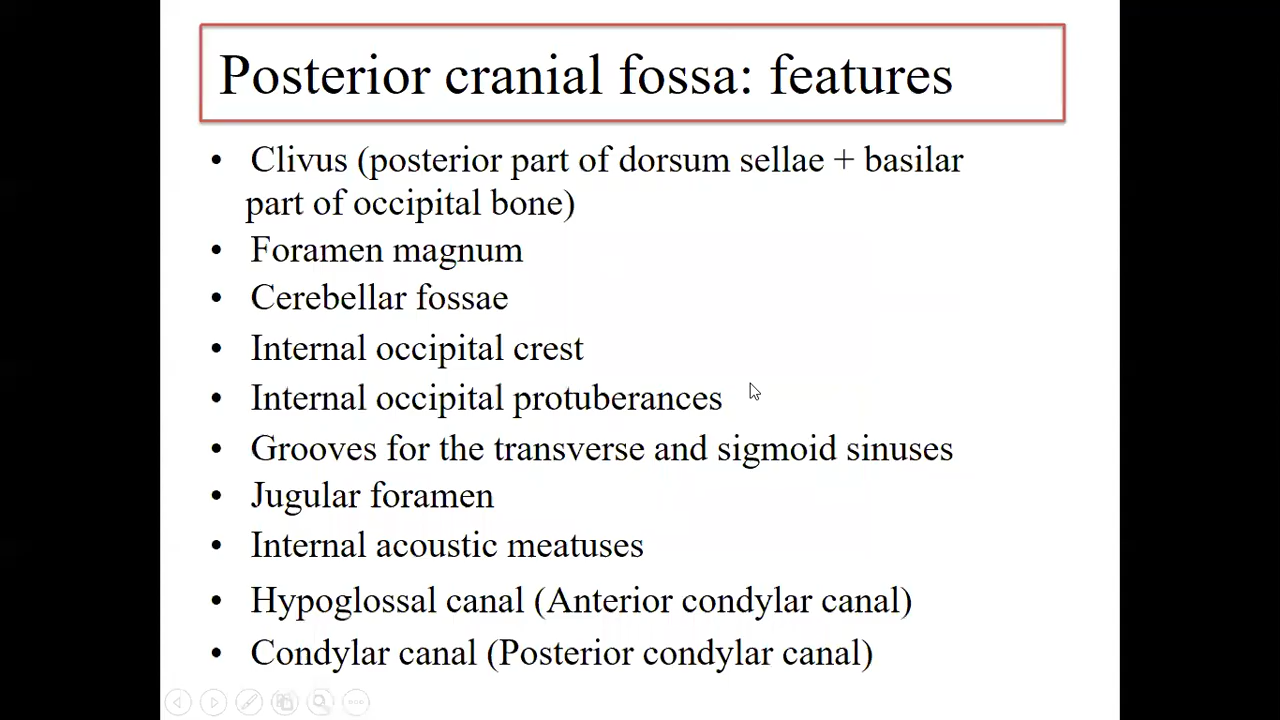 Posterior cranial fossa: features
• Clivus (posterior part of dorsum sellae + basilar
part of occipital bone)
• Foramen magnum
• Cerebellar fossae
• Internal occipital crest
• Internal occipital protuberances
• Grooves for the transverse and sigmoid sinuses
• Jugular foramen
• Internal acoustic meatuses
• Hypoglossal canal (Anterior condylar canal)
• Condylar canal (Posterior condylar canal)